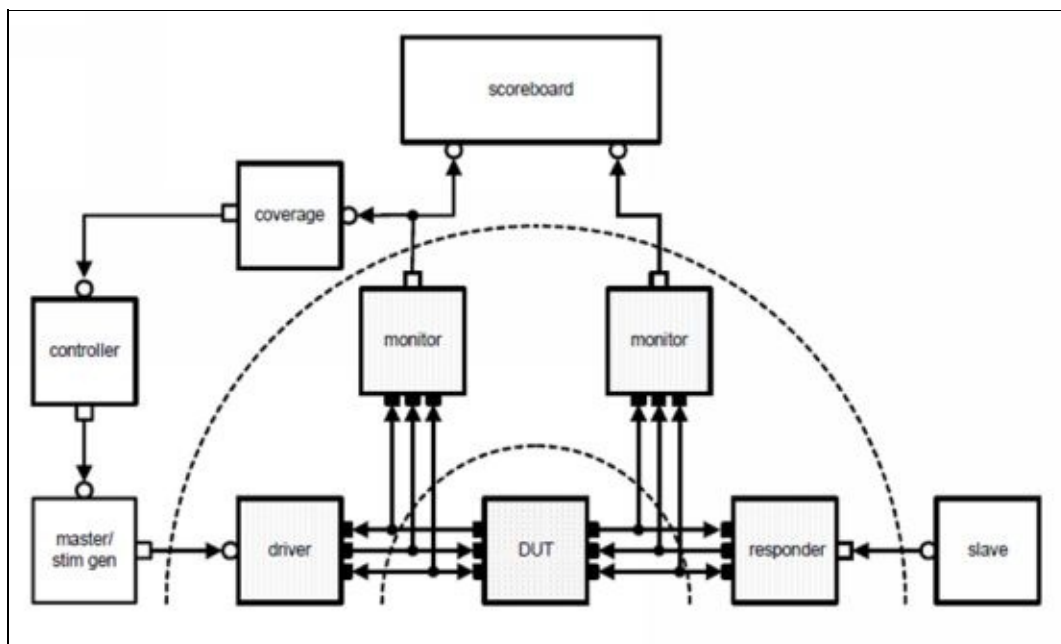 scoreboard
coverage
controller
monitor
monitor
master/
stim gen
driver
DUT
responder
slave